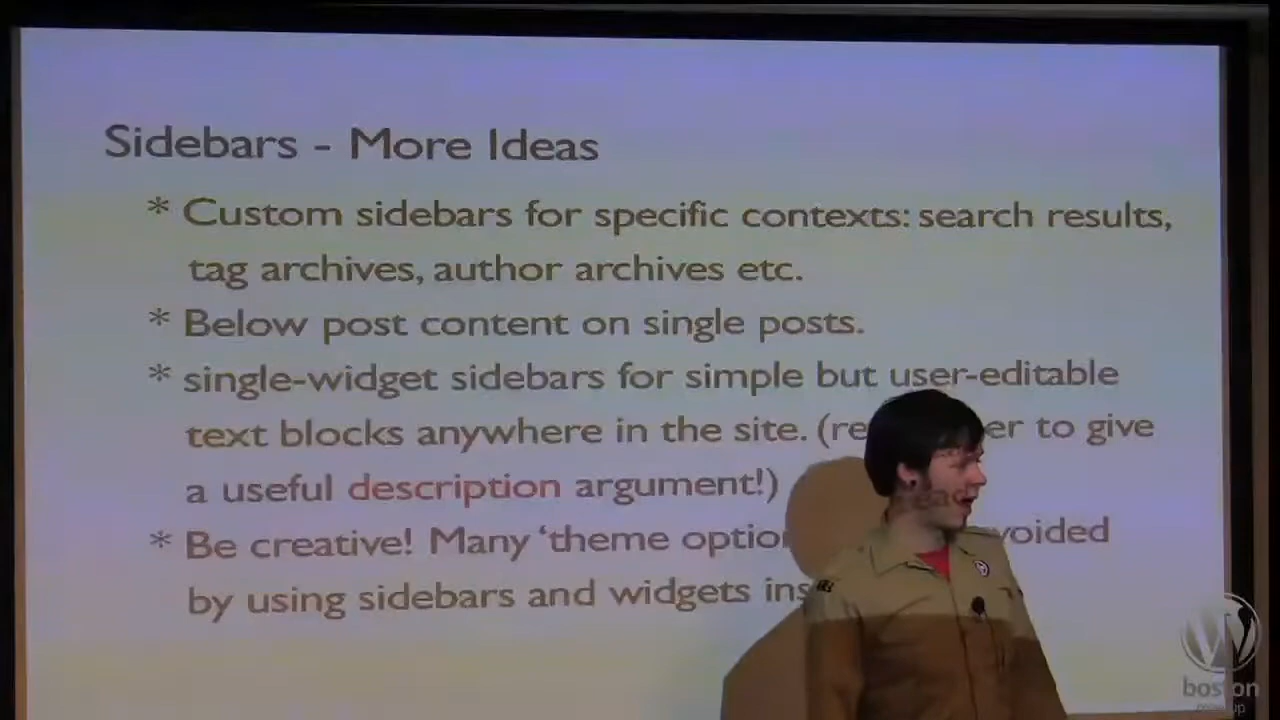 Sidebars - More Ideas
* Custom sidebars for specific contexts: search results,
tag archives, author archives etc.
* Below post content on single posts.
* single-widget sidebars for simple but user-editable
text blocks anywhere in the site. (re er to give
a useful description argument!)
* Be creative! Many ‘theme optio voided
by using sidebars and widgets ins
W
boston
meetup